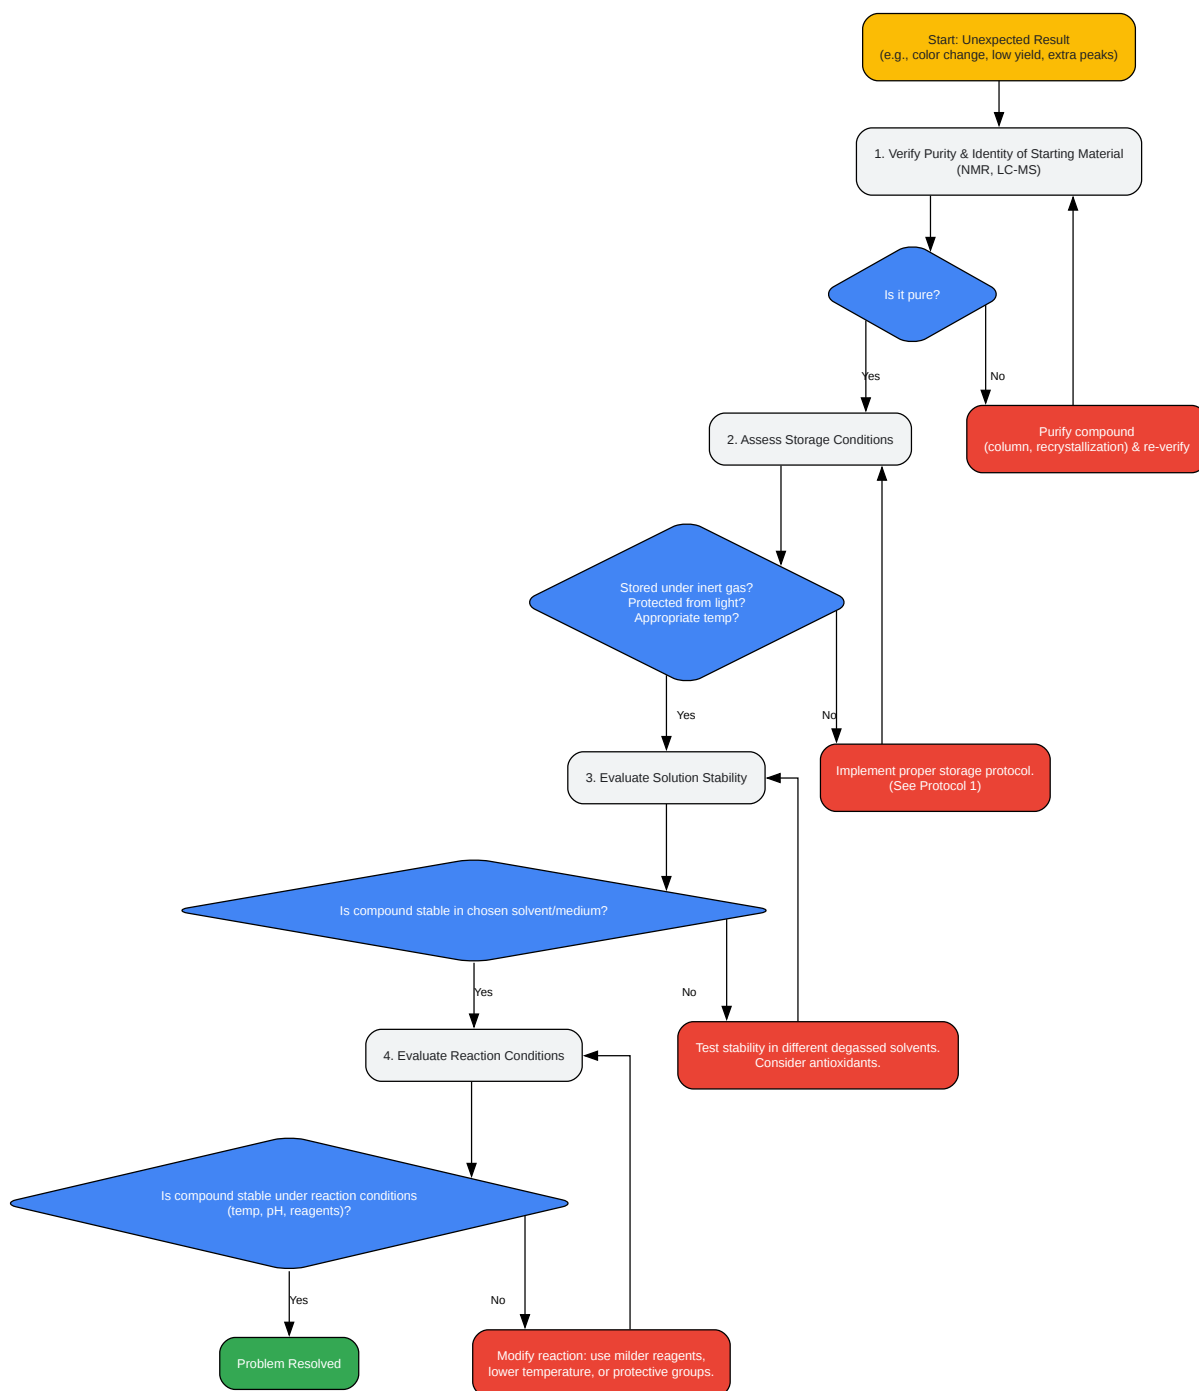 Start: Unexpected Result
(e.g., color change, low yield, extra peaks)
1. Verify Purity & Identity of Starting Material
(NMR, LC-MS)
Is it pure?
Yes
No
Purify compound
(column, recrystallization) & re-verify
2. Assess Storage Conditions
Stored under inert gas?
Protected from light?
Appropriate temp?
Yes
No
Implement proper storage protocol.
(See Protocol 1)
3. Evaluate Solution Stability
Is compound stable in chosen solvent/medium?
Yes
No
Test stability in different degassed solvents.
Consider antioxidants.
4. Evaluate Reaction Conditions
Is compound stable under reaction conditions
(temp, pH, reagents)?
Yes
No
Modify reaction: use milder reagents,
lower temperature, or protective groups.
Problem Resolved